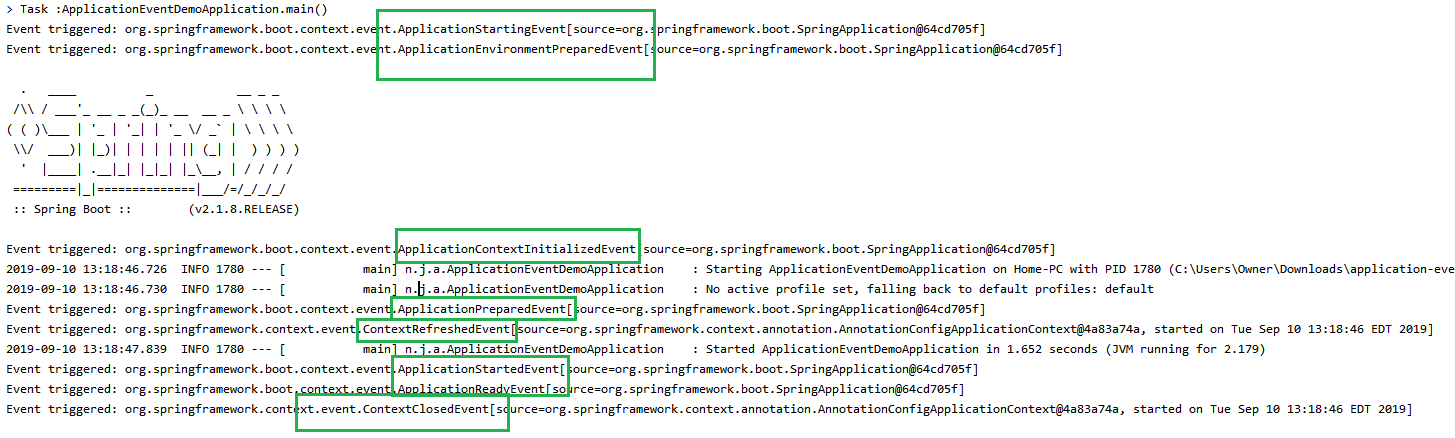 > Task :ApplicationEventDemoApplication.main()
Event triggered: org.springframework.boot.context.event.ApplicationStartingEvent[source=org.springframework.boot.SpringApplication@64cd705f]
Event triggered: org.springframework.boot.context.event.ApplicationEnvironmentPreparedEvent[source=org.springframework.boot.SpringApplication@64cd705f]
  .   ____          _            __ _ _
 /\\ / ___'_ __ _ _(_)_ __  __ _ \ \ \ \
( ( )\___ | '_ | '_| | '_ \/ _` | \ \ \ \
 \\/  ___)| |_)| | | | | || (_| |  ) ) ) )
  '  |____| .__|_| |_|_| |_\__, | / / / /
 =========|_|==============|___/=/_/_/_/
 :: Spring Boot ::        (v2.1.8.RELEASE)
Event triggered: org.springframework.boot.context.event.ApplicationContextInitializedEvent[source=org.springframework.boot.SpringApplication@64cd705f]
2019-09-10 13:18:46.726  INFO 1780 --- [           main] n.j.a.ApplicationEventDemoApplication    : Starting ApplicationEventDemoApplication on Home-PC with PID 1780 (C:\Users\Owner\Downloads\application-eve
2019-09-10 13:18:46.730  INFO 1780 --- [           main] n.j.a.ApplicationEventDemoApplication    : No active profile set, falling back to default profiles: default
Event triggered: org.springframework.boot.context.event.ApplicationPreparedEvent[source=org.springframework.boot.SpringApplication@64cd705f]
Event triggered: org.springframework.context.event.ContextRefreshedEvent[source=org.springframework.context.annotation.AnnotationConfigApplicationContext@4a83a74a, started on Tue Sep 10 13:18:46 EDT 2019]
2019-09-10 13:18:47.839  INFO 1780 --- [           main] n.j.a.ApplicationEventDemoApplication    : Started ApplicationEventDemoApplication in 1.652 seconds (JVM running for 2.179)
Event triggered: org.springframework.boot.context.event.ApplicationStartedEvent[source=org.springframework.boot.SpringApplication@64cd705f]
Event triggered: org.springframework.boot.context.event.ApplicationReadyEvent[source=org.springframework.boot.SpringApplication@64cd705f]
Event triggered: org.springframework.context.event.ContextClosedEvent[source=org.springframework.context.annotation.AnnotationConfigApplicationContext@4a83a74a, started on Tue Sep 10 13:18:46 EDT 2019]